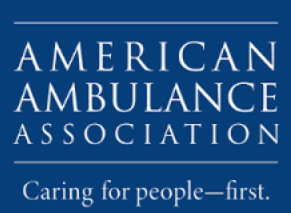 AMERICAN
AMBULANCE
ASSOCIATION
Caring for people—first.